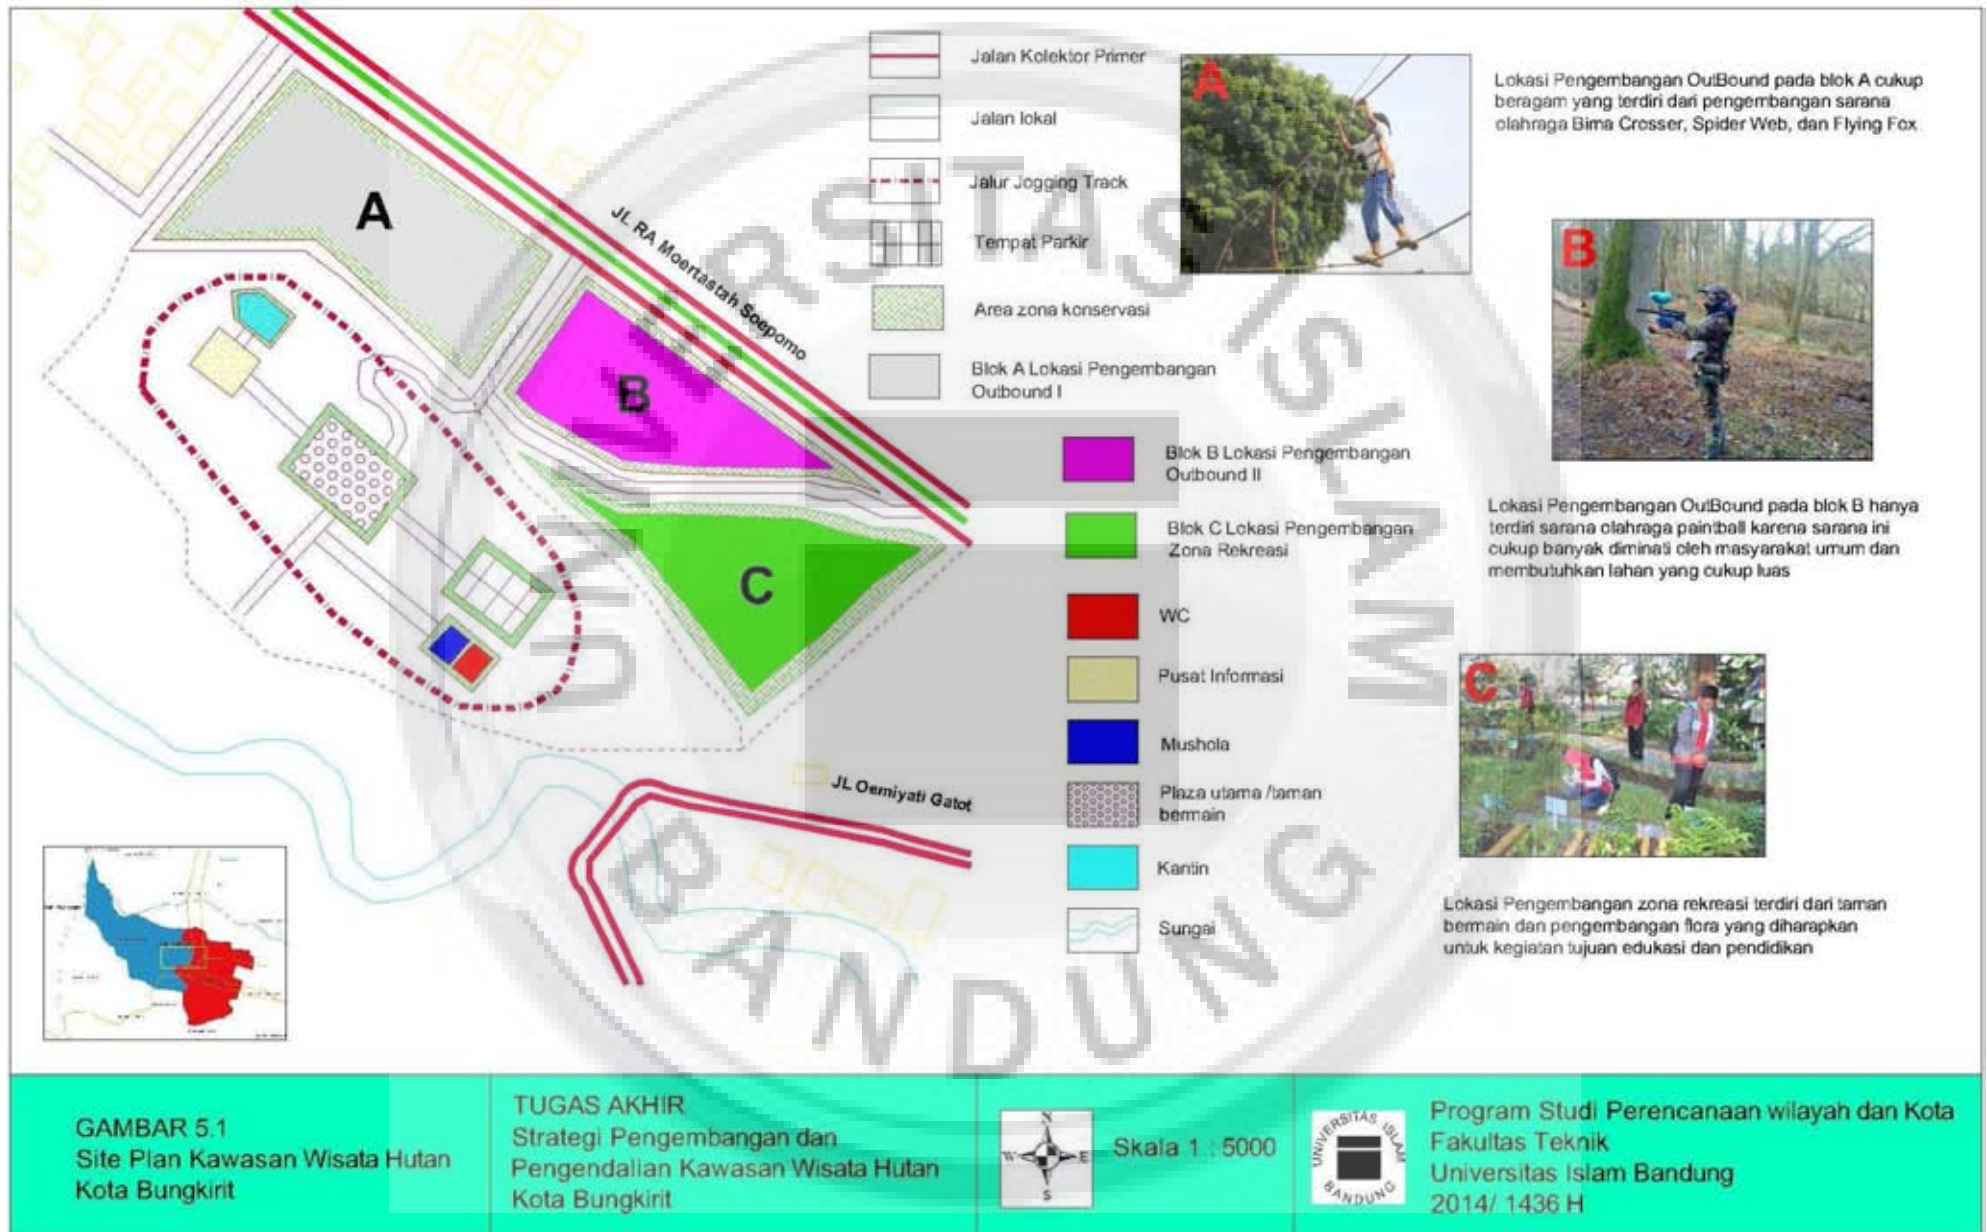 A
B
C
JL RA Moertastah Soepomo
JL Oemiyati Gatot
Jalan Kolektor Primer
Jalan lokal
Jalur Jogging Track
Tempat Parkir
Area zona konservasi
Blok A Lokasi Pengembangan
Outbound I
Blok B Lokasi Pengembangan
Outbound II
Blok C Lokasi Pengembangan
Zona Rekreasi
WC
Pusat Informasi
Mushola
Plaza utama /taman
bermain
Kantin
Sungai
A
Lokasi Pengembangan OutBound pada blok A cukup
beragam yang terdiri dari pengembangan sarana
olahraga Bima Crosser, Spider Web, dan Flying Fox
B
Lokasi Pengembangan OutBound pada blok B hanya
terdiri sarana olahraga paintball karena sarana ini
cukup banyak diminati oleh masyarakat umum dan
membutuhkan lahan yang cukup luas
C
Lokasi Pengembangan zona rekreasi terdiri dari taman
bermain dan pengembangan flora yang diharapkan
untuk kegiatan tujuan edukasi dan pendidikan
UNIVERSITAS ISLAM
BANDUNG
GAMBAR 5.1
Site Plan Kawasan Wisata Hutan
Kota Bungkirit
TUGAS AKHIR
Strategi Pengembangan dan
Pengendalian Kawasan Wisata Hutan
Kota Bungkirit
N
W E
S
Skala 1 : 5000
UNIVERSITAS ISLAM
BANDUNG
Program Studi Perencanaan wilayah dan Kota
Fakultas Teknik
Universitas Islam Bandung
2014/ 1436 H